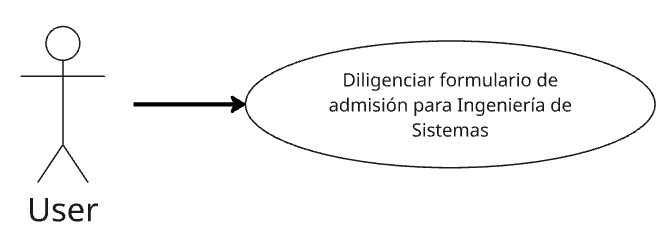 Diligenciar formulario de
admisión para Ingeniería de
Sistemas
User